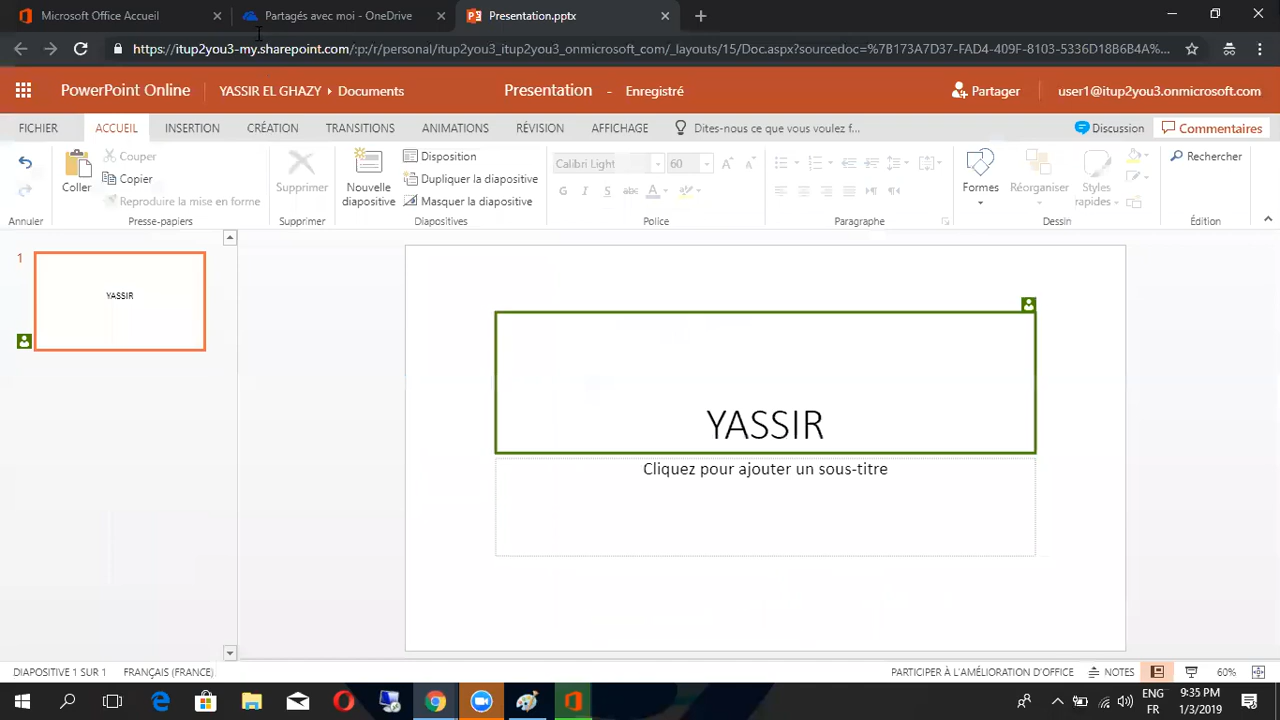 Microsoft Office Accueil
Partagés avec moi - OneDrive
Presentation.pptx
https://itup2you3-my.sharepoint.com/:p:/r/personal/itup2you3_itup2you3_onmicrosoft_com/_layouts/15/Doc.aspx?sourcedoc=%7B173A7D37-FAD4-409F-8103-5336D18B6B4A%...
PowerPoint Online
YASSIR EL GHAZY ▸ Documents
Presentation - Enregistré
Partager
user1@itup2you3.onmicrosoft.com
FICHIER ACCUEIL INSERTION CRÉATION TRANSITIONS ANIMATIONS RÉVISION AFFICHAGE Dites-nous ce que vous voulez f...
Discussion
Commentaires
Annuler
Coller
Couper
Copier
Reproduire la mise en forme
Presse-papiers
Supprimer
Supprimer
Nouvelle
diapositive
Disposition
Dupliquer la diapositive
Masquer la diapositive
Diapositives
Calibri Light 60
G I S abc A
Police
Paragraphe
Formes
Réorganiser
Styles
rapides
Dessin
Rechercher
Édition
1
YASSIR
YASSIR
Cliquez pour ajouter un sous-titre
DIAPOSITIVE 1 SUR 1 FRANÇAIS (FRANCE)
PARTICIPER À L'AMÉLIORATION D'OFFICE NOTES 60%
ENG
FR
9:35 PM
1/3/2019